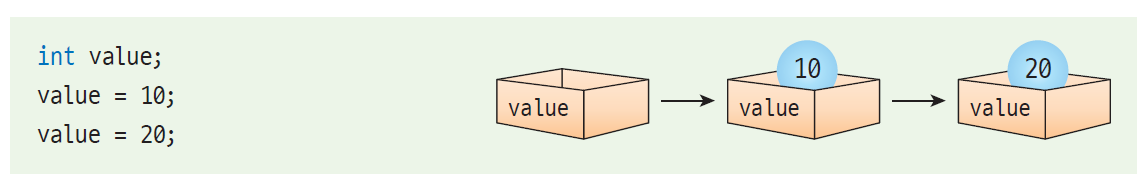 int value;
value = 10;
value = 20;
value
10
value
20
value